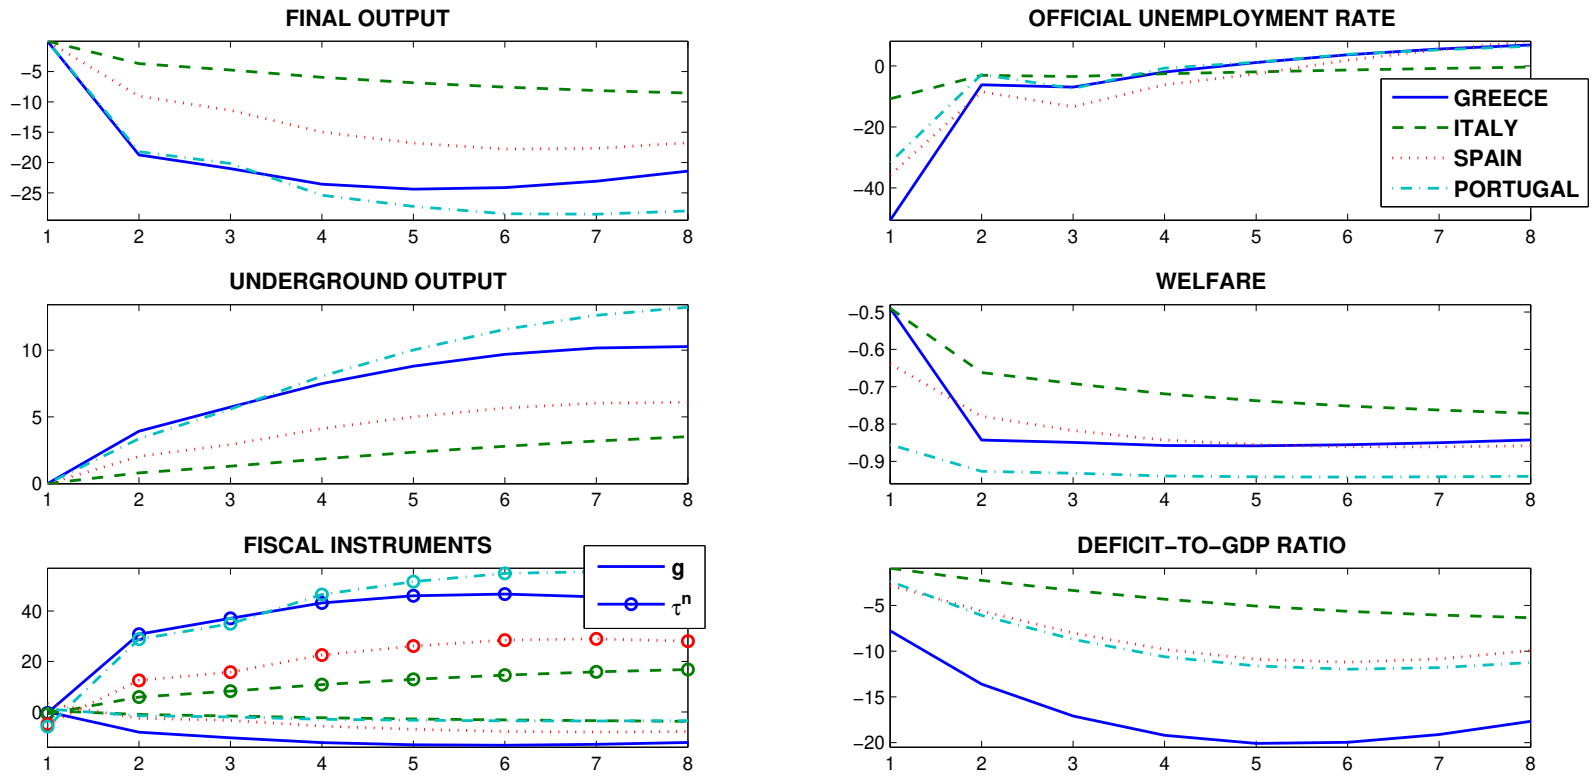 FINAL OUTPUT
−5
−10
−15
−20
−25
1 2 3 4 5 6 7 8
OFFICIAL UNEMPLOYMENT RATE
0
−20
−40
1 2 3 4 5 6 7 8
GREECE
ITALY
SPAIN
PORTUGAL
UNDERGROUND OUTPUT
10
5
0
1 2 3 4 5 6 7 8
WELFARE
−0.5
−0.6
−0.7
−0.8
−0.9
1 2 3 4 5 6 7 8
FISCAL INSTRUMENTS
40
20
0
1 2 3 4 5 6 7 8
g
τⁿ
DEFICIT−TO−GDP RATIO
−5
−10
−15
−20
1 2 3 4 5 6 7 8